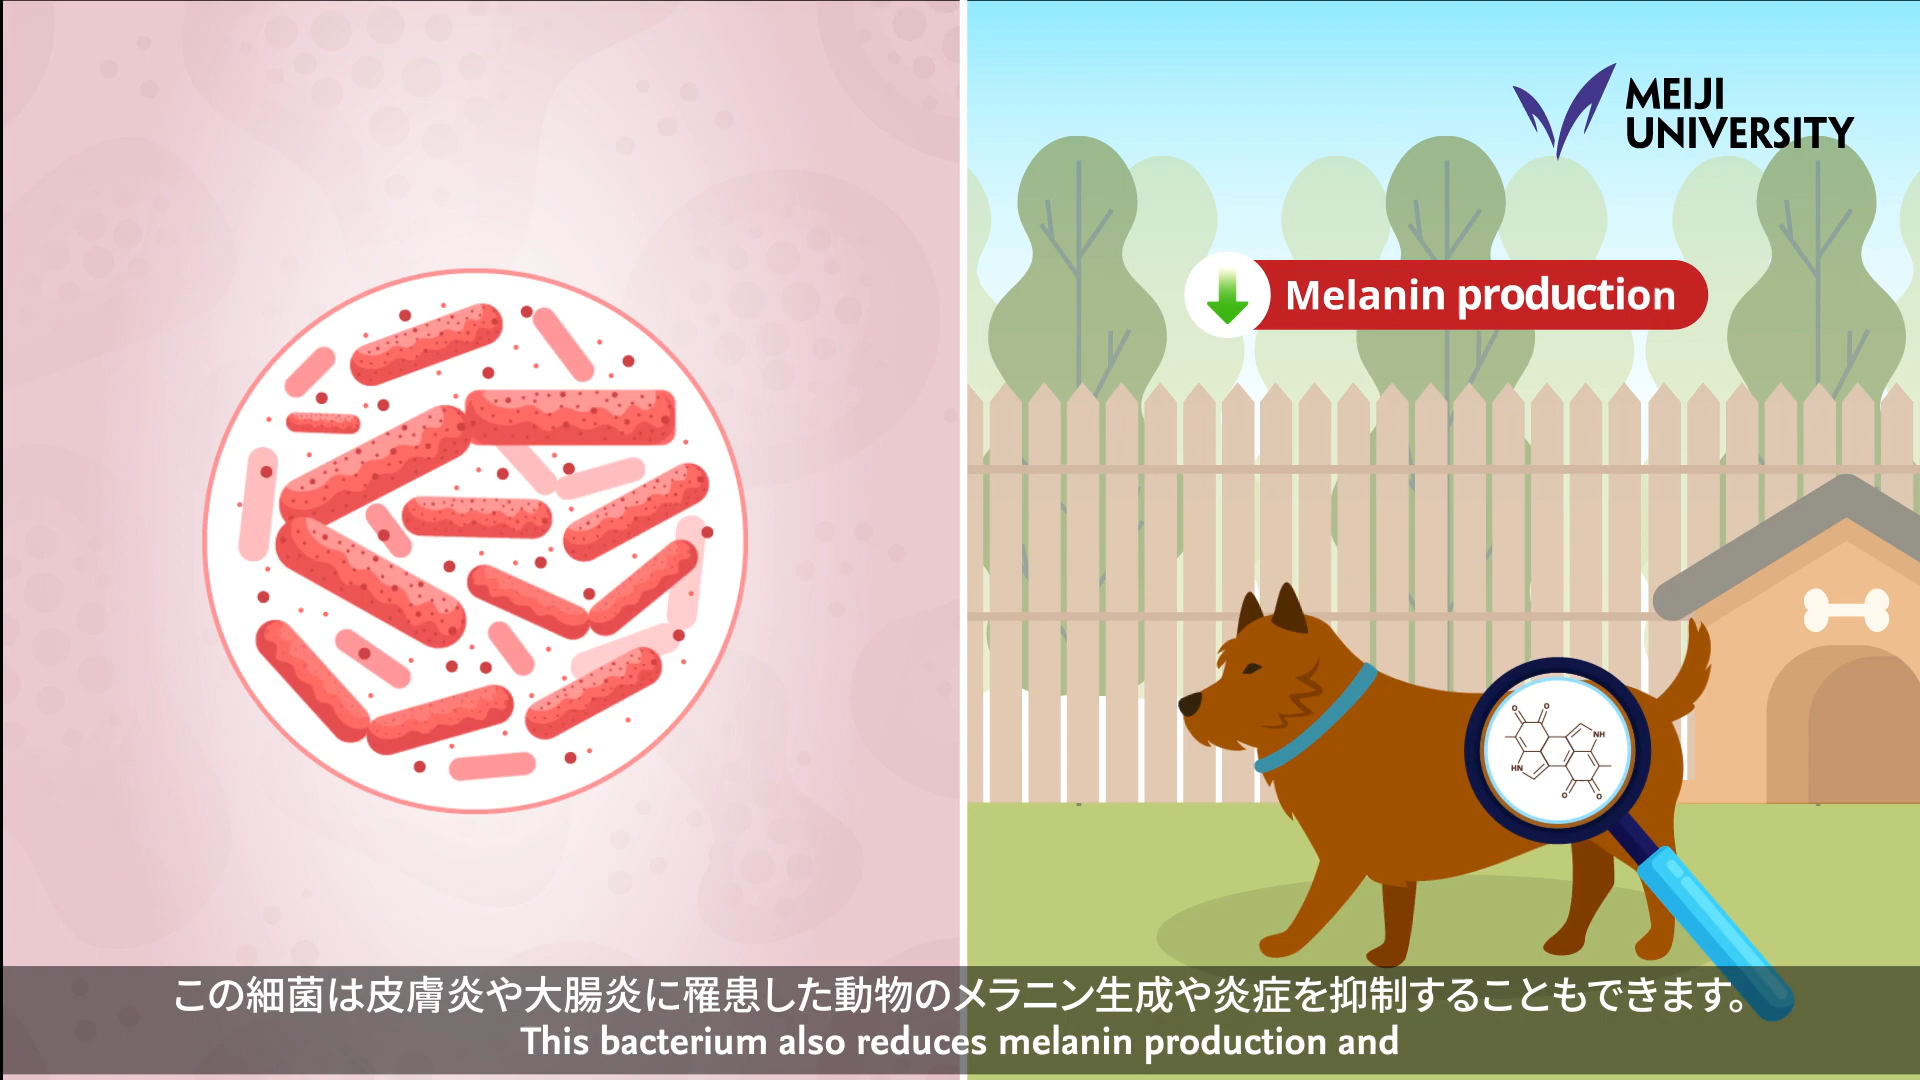 MEIJI
UNIVERSITY
Melanin production
O
O
NH
HN
O
O
この細菌は皮膚炎や大腸炎に罹患した動物のメラニン生成や炎症を抑制することもできます。
This bacterium also reduces melanin production and